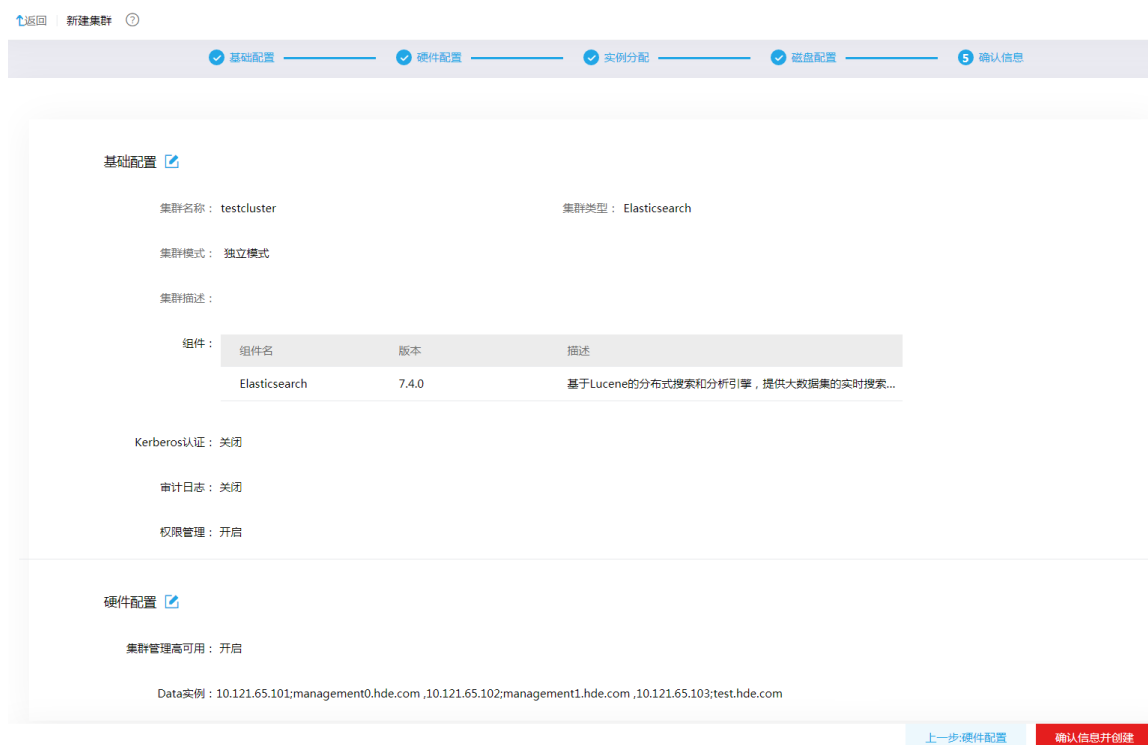 返回 新建集群 ?
基础配置 硬件配置 实例分配 磁盘配置 5 确认信息
基础配置
集群名称： testcluster 集群类型： Elasticsearch
集群模式： 独立模式
集群描述：
组件：
组件名 版本 描述
Elasticsearch 7.4.0 基于Lucene的分布式搜索和分析引擎，提供大数据集的实时搜索...
Kerberos认证： 关闭
审计日志： 关闭
权限管理： 开启
硬件配置
集群管理高可用： 开启
Data实例：10.121.65.101;management0.hde.com ,10.121.65.102;management1.hde.com ,10.121.65.103;test.hde.com
上一步:硬件配置 确认信息并创建